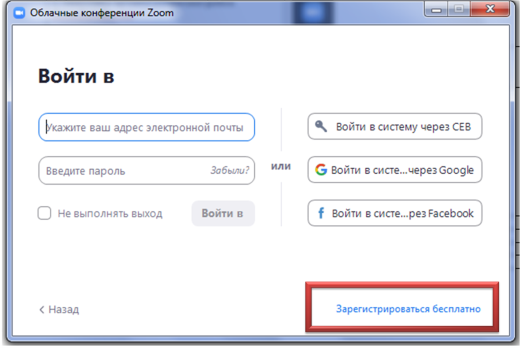 Облачные конференции Zoom
Войти в
Укажите ваш адрес электронной почты
Введите пароль
Забыли?
Не выполнять выход
Войти в
или
Войти в систему через СЕВ
Войти в систе...через Google
Войти в систе...рез Facebook
< Назад
Зарегистрироваться бесплатно